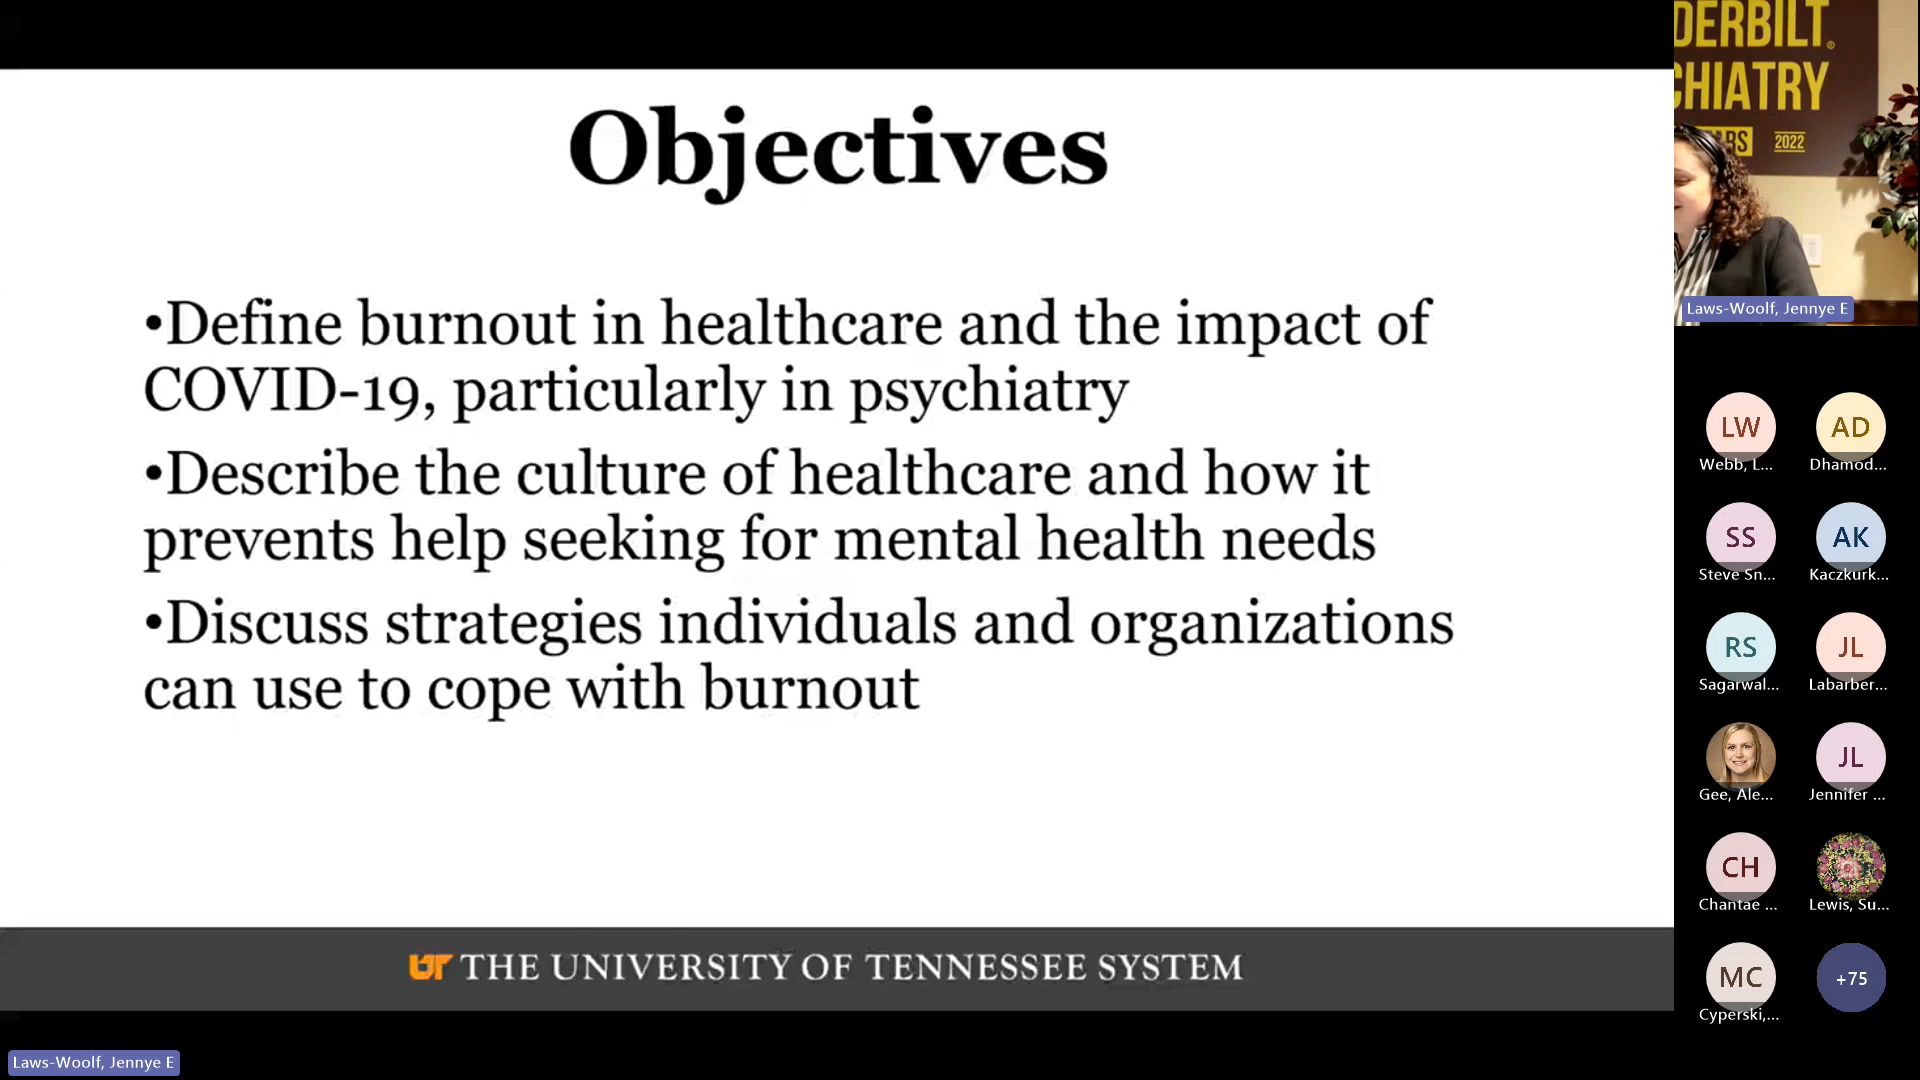 Objectives
•Define burnout in healthcare and the impact of
COVID-19, particularly in psychiatry
•Describe the culture of healthcare and how it
prevents help seeking for mental health needs
•Discuss strategies individuals and organizations
can use to cope with burnout
UT THE UNIVERSITY OF TENNESSEE SYSTEM
Laws-Woolf, Jennye E
DERBILT®
CHIATRY
2022
Laws-Woolf, Jennye E
LW
Webb, L...
AD
Dhamod...
SS
Steve Sn...
AK
Kaczkurk...
RS
Sagarwal...
JL
Labarber...
Gee, Ale...
JL
Jennifer ...
CH
Chantae ...
Lewis, Su...
MC
Cyperski,...
+75